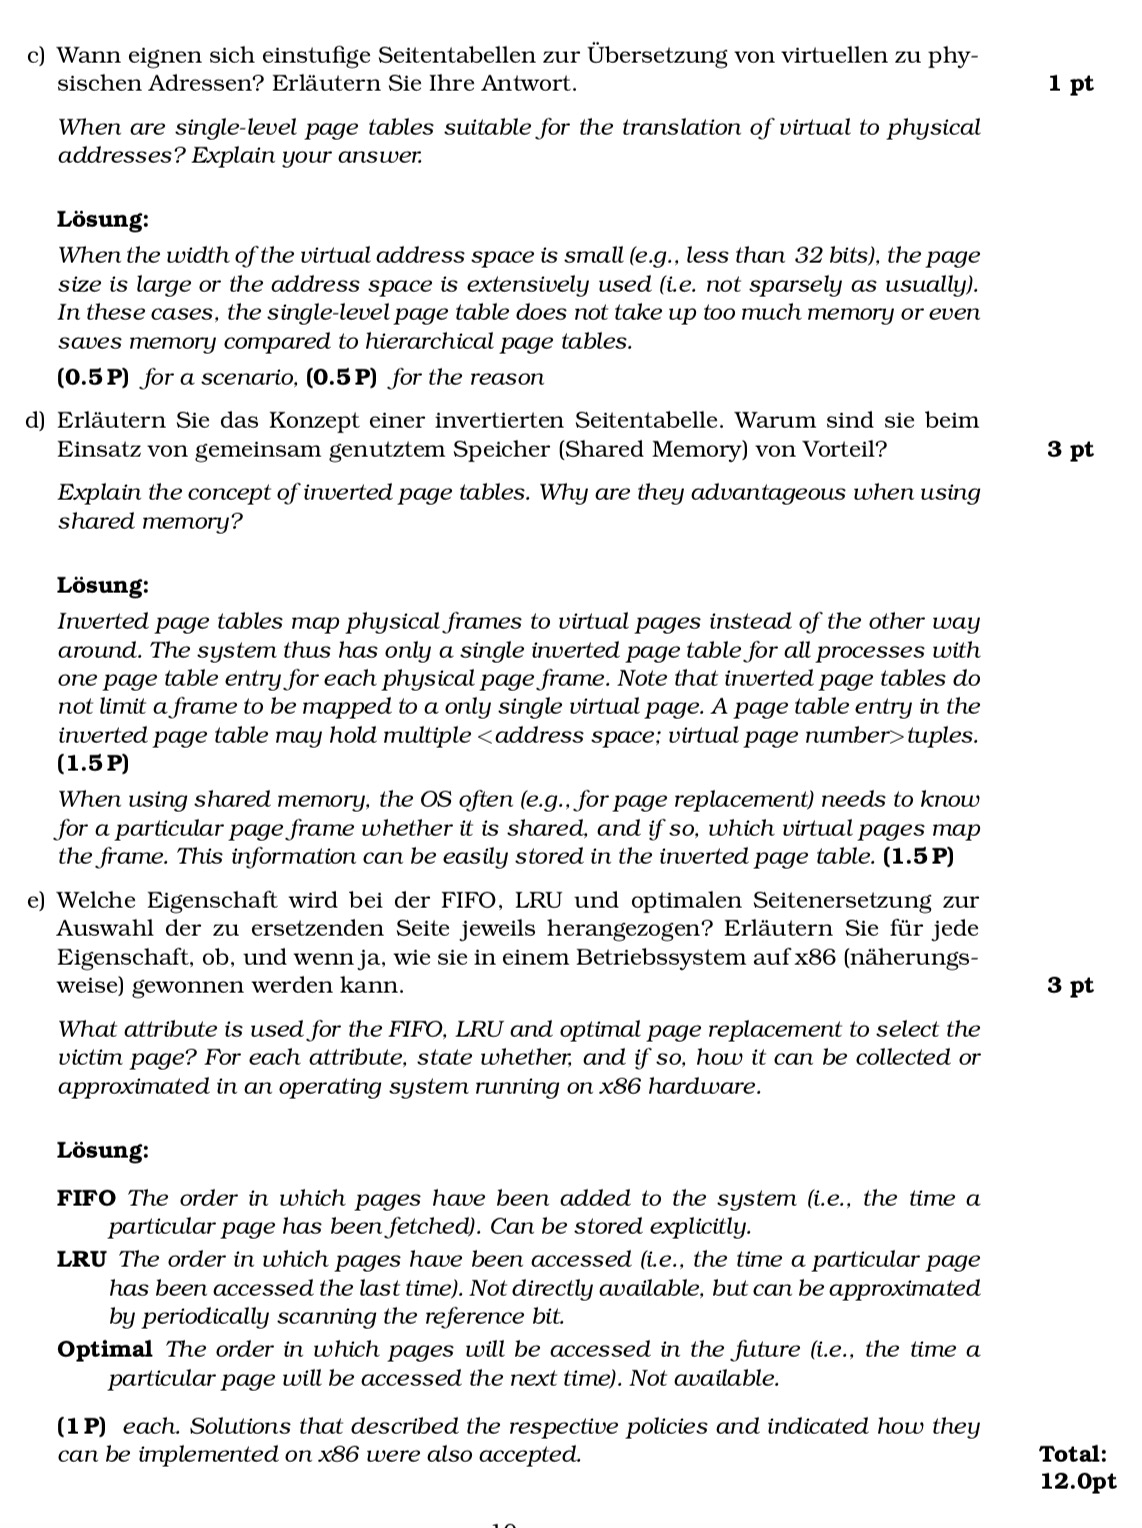 c) Wann eignen sich einstufige Seitentabellen zur Übersetzung von virtuellen zu phy-
sischen Adressen? Erläutern Sie Ihre Antwort. 1 pt
When are single-level page tables suitable for the translation of virtual to physical
addresses? Explain your answer.
Lösung:
When the width of the virtual address space is small (e.g., less than 32 bits), the page
size is large or the address space is extensively used (i.e. not sparsely as usually).
In these cases, the single-level page table does not take up too much memory or even
saves memory compared to hierarchical page tables.
(0.5 P) for a scenario, (0.5 P) for the reason
d) Erläutern Sie das Konzept einer invertierten Seitentabelle. Warum sind sie beim
Einsatz von gemeinsam genutztem Speicher (Shared Memory) von Vorteil? 3 pt
Explain the concept of inverted page tables. Why are they advantageous when using
shared memory?
Lösung:
Inverted page tables map physical frames to virtual pages instead of the other way
around. The system thus has only a single inverted page table for all processes with
one page table entry for each physical page frame. Note that inverted page tables do
not limit a frame to be mapped to a only single virtual page. A page table entry in the
inverted page table may hold multiple <address space; virtual page number> tuples.
(1.5 P)
When using shared memory, the OS often (e.g., for page replacement) needs to know
for a particular page frame whether it is shared, and if so, which virtual pages map
the frame. This information can be easily stored in the inverted page table. (1.5 P)
e) Welche Eigenschaft wird bei der FIFO, LRU und optimalen Seitenersetzung zur
Auswahl der zu ersetzenden Seite jeweils herangezogen? Erläutern Sie für jede
Eigenschaft, ob, und wenn ja, wie sie in einem Betriebssystem auf x86 (näherungs-
weise) gewonnen werden kann. 3 pt
What attribute is used for the FIFO, LRU and optimal page replacement to select the
victim page? For each attribute, state whether, and if so, how it can be collected or
approximated in an operating system running on x86 hardware.
Lösung:
FIFO The order in which pages have been added to the system (i.e., the time a
particular page has been fetched). Can be stored explicitly.
LRU The order in which pages have been accessed (i.e., the time a particular page
has been accessed the last time). Not directly available, but can be approximated
by periodically scanning the reference bit.
Optimal The order in which pages will be accessed in the future (i.e., the time a
particular page will be accessed the next time). Not available.
(1 P) each. Solutions that described the respective policies and indicated how they
can be implemented on x86 were also accepted. Total:
12.0pt